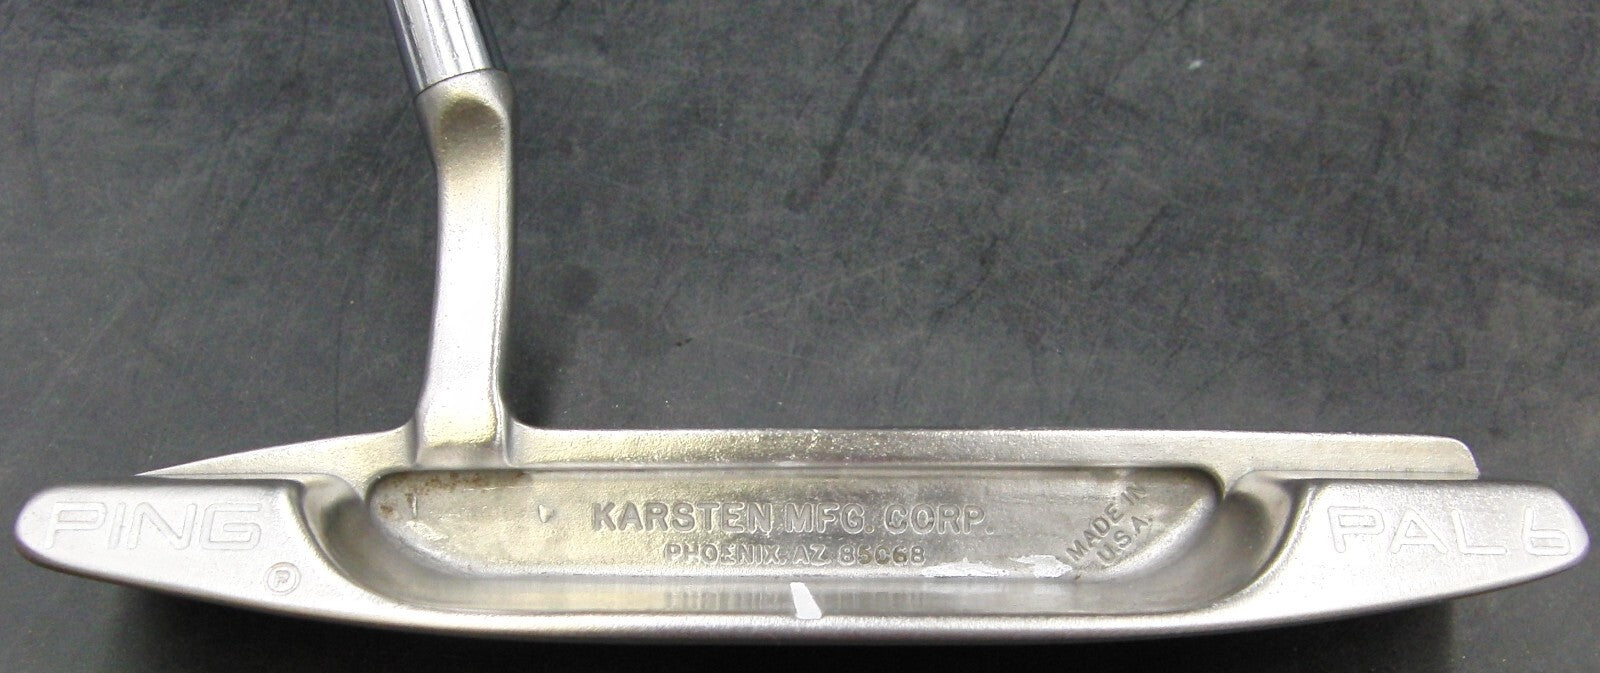 PING
P
KARSTEN MFG. CORP.
PHOENIX, AZ 85068
MADE IN
U.S.A.
PAL 6